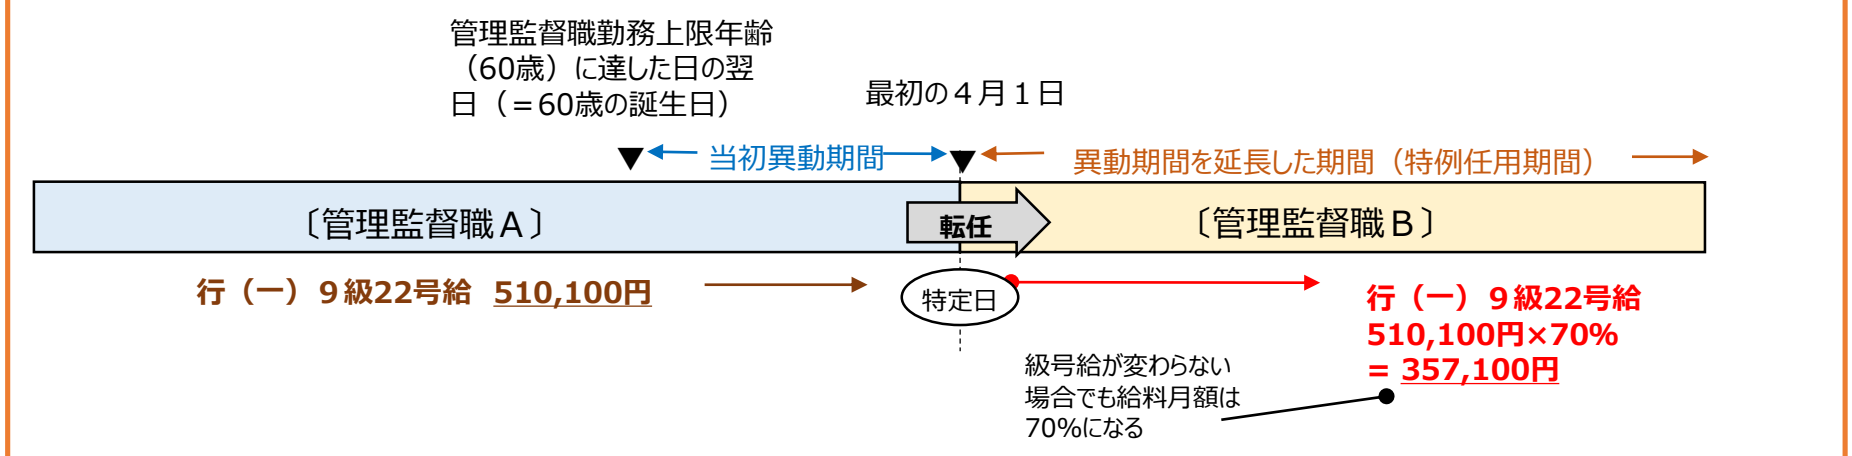 管理監督職勤務上限年齢
（60歳）に達した日の翌
日（＝60歳の誕生日）
最初の４月１日
当初異動期間
異動期間を延長した期間（特例任用期間）
〔管理監督職Ａ〕
転任
〔管理監督職Ｂ〕
行（一）９級22号給 510,100円
特定日
行（一）９級22号給
510,100円×70%
= 357,100円
級号給が変わらない
場合でも給料月額は
70%になる